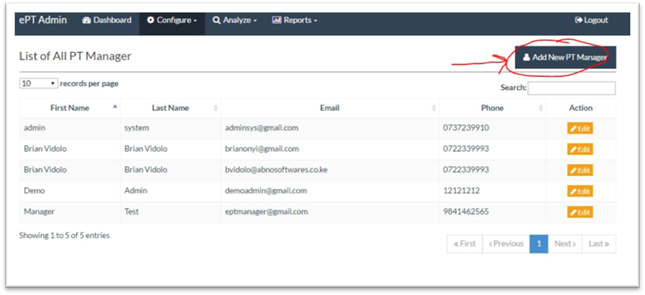 ePT Admin Dashboard Configure Analyze Reports Logout
List of All PT Manager Add New PT Manager
10 records per page Search:
First Name Last Name Email Phone Action
admin system adminsys@gmail.com 0737239910 Edit
Brian Vidolo Brian Vidolo brianonyi@gmail.com 0722339993 Edit
Brian Vidolo Brian Vidolo bvidolo@abnosoftwares.co.ke 0722339993 Edit
Demo Admin demoadmin@gmail.com 12121212 Edit
Manager Test eptmanager@gmail.com 9841462565 Edit
Showing 1 to 5 of 5 entries « First ‹ Previous 1 Next › Last »